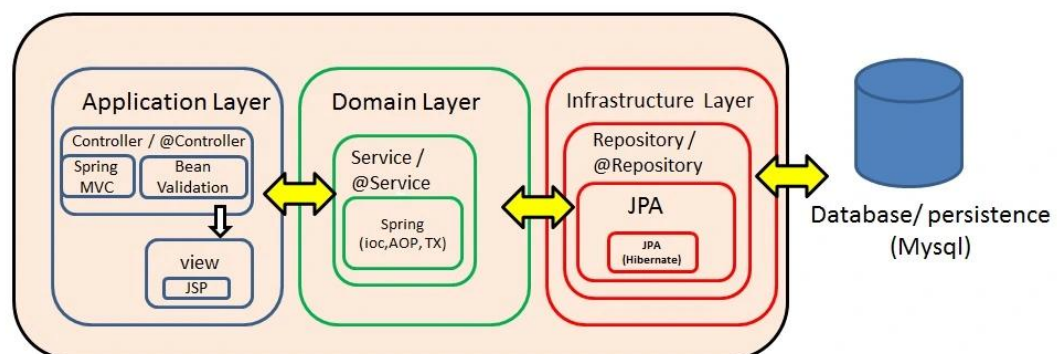 Application Layer
Controller / @Controller
Spring
MVC
Bean
Validation
view
JSP
Domain Layer
Service /
@Service
Spring
(ioc,AOP, TX)
Infrastructure Layer
Repository /
@Repository
JPA
JPA
(Hibernate)
Database/ persistence
(Mysql)